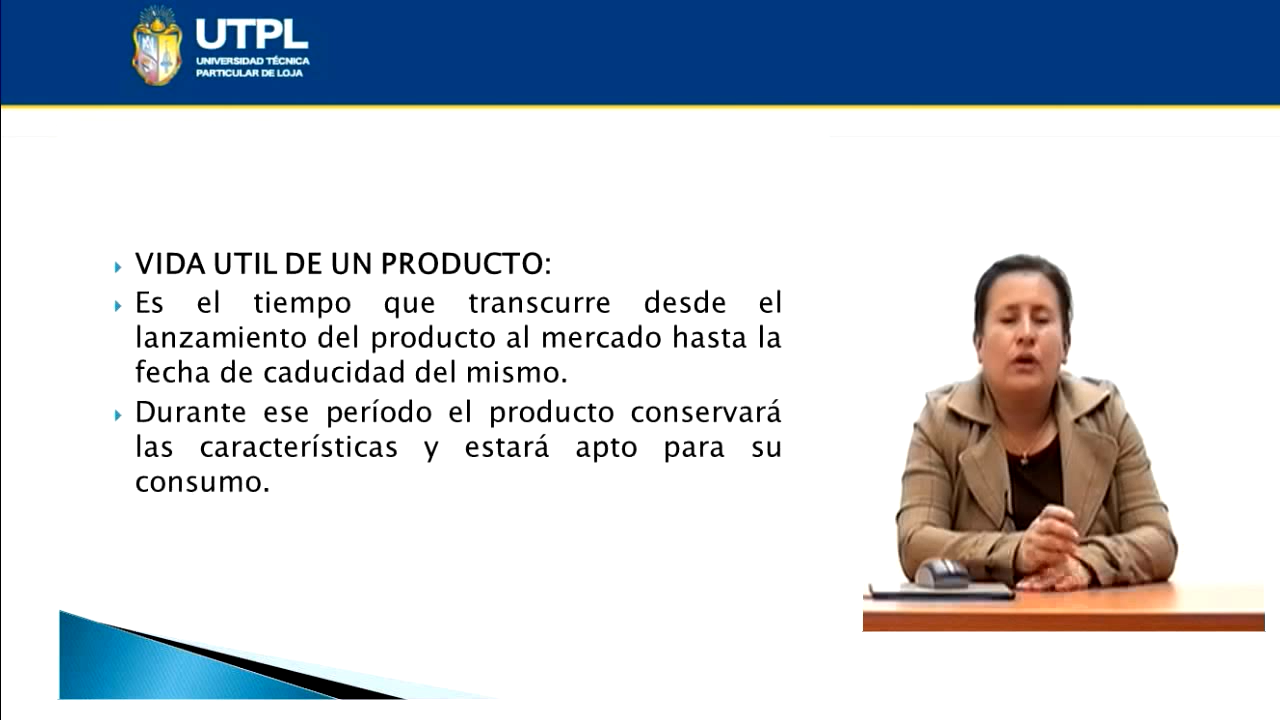 UTPL
UNIVERSIDAD TÉCNICA
PARTICULAR DE LOJA
VIDA UTIL DE UN PRODUCTO:
Es el tiempo que transcurre desde el
lanzamiento del producto al mercado hasta la
fecha de caducidad del mismo.
Durante ese período el producto conservará
las características y estará apto para su
consumo.